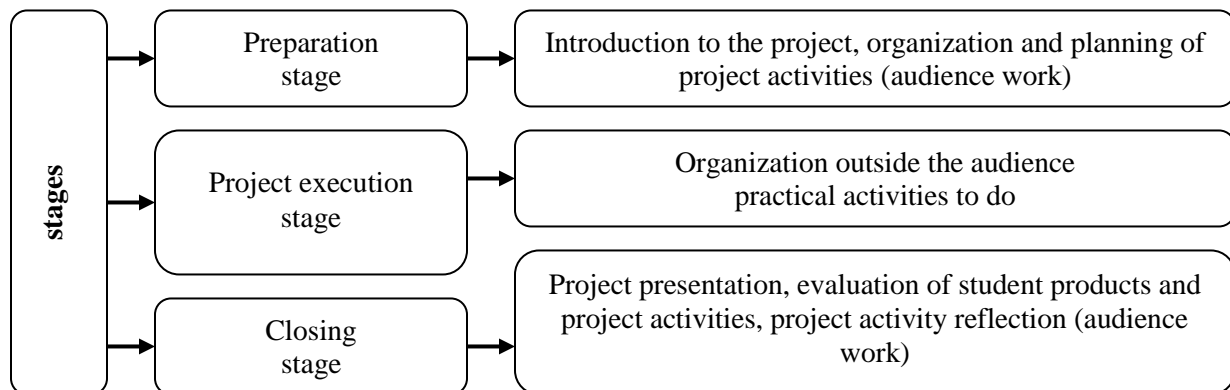 stages
Preparation
stage
Introduction to the project, organization and planning of
project activities (audience work)
Project execution
stage
Organization outside the audience
practical activities to do
Closing
stage
Project presentation, evaluation of student products and
project activities, project activity reflection (audience
work)